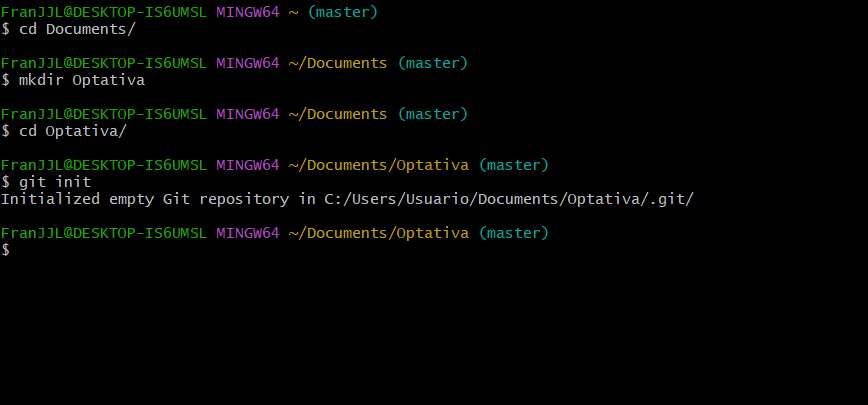 FranJJL@DESKTOP-IS6UMSL MINGW64 ~ (master)
$ cd Documents/
FranJJL@DESKTOP-IS6UMSL MINGW64 ~/Documents (master)
$ mkdir Optativa
FranJJL@DESKTOP-IS6UMSL MINGW64 ~/Documents (master)
$ cd Optativa/
FranJJL@DESKTOP-IS6UMSL MINGW64 ~/Documents/Optativa (master)
$ git init
Initialized empty Git repository in C:/Users/Usuario/Documents/Optativa/.git/
FranJJL@DESKTOP-IS6UMSL MINGW64 ~/Documents/Optativa (master)
$